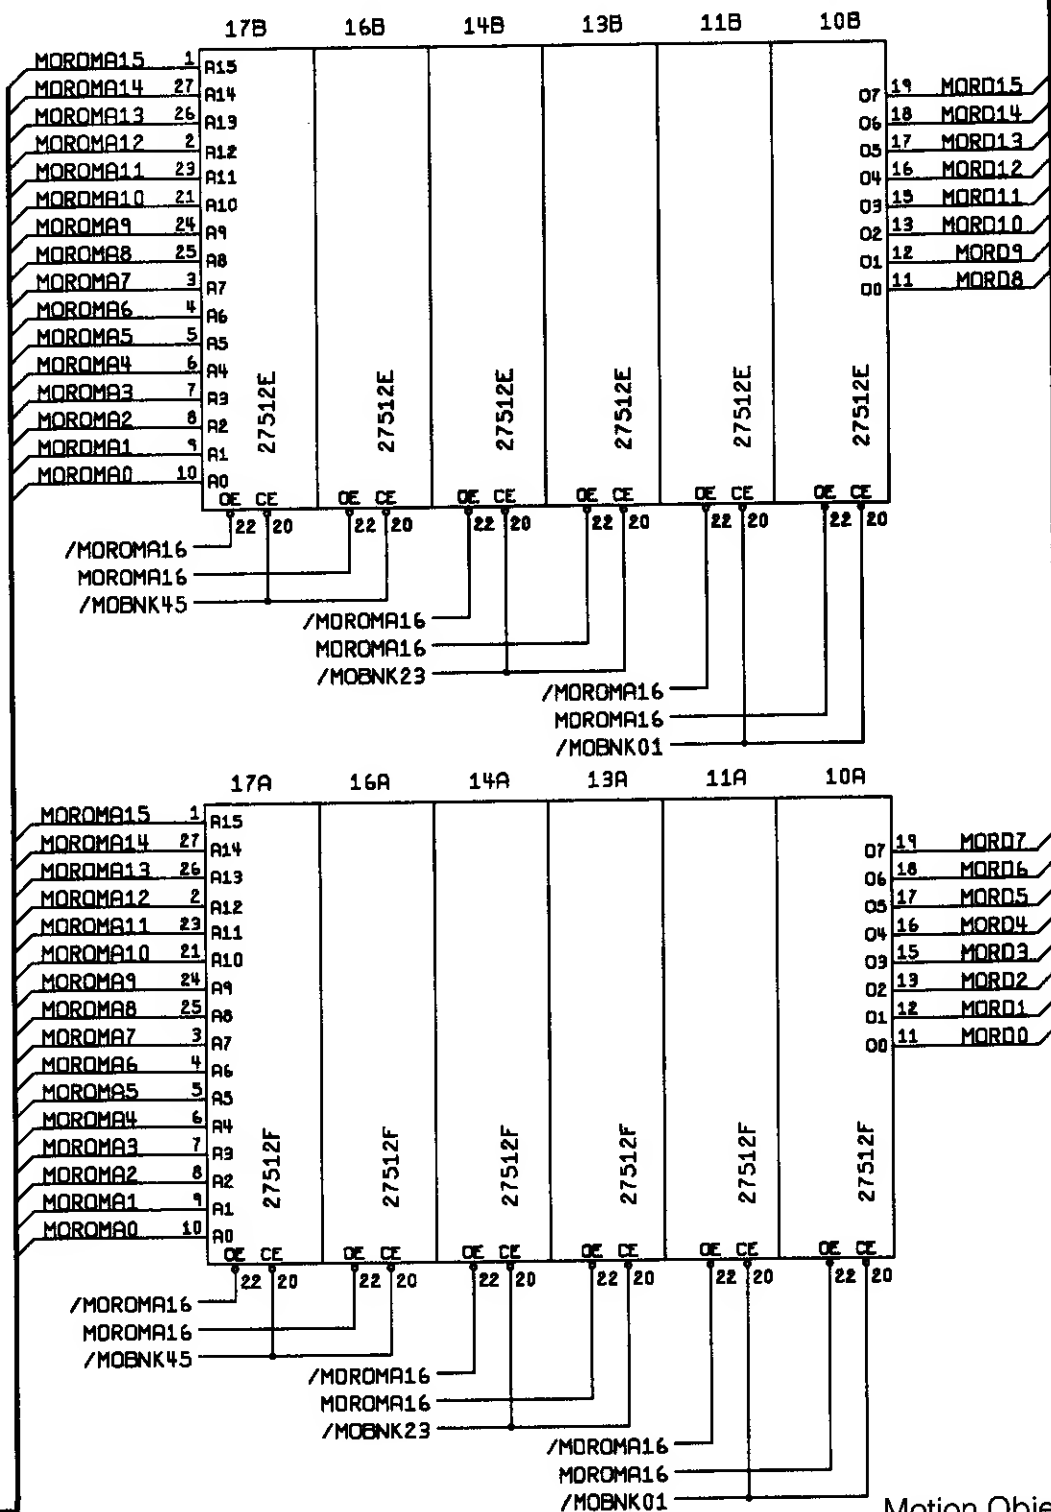 17B 16B 14B 13B 11B 10B
MOROMA15 1 A15
MOROMA14 27 A14 O7 19 MORD15
MOROMA13 26 A13 O6 18 MORD14
MOROMA12 2 A12 O5 17 MORD13
MOROMA11 23 A11 O4 16 MORD12
MOROMA10 21 A10 O3 15 MORD11
MOROMA9 24 A9 O2 13 MORD10
MOROMA8 25 A8 O1 12 MORD9
MOROMA7 3 A7 O0 11 MORD8
MOROMA6 4 A6
MOROMA5 5 A5
MOROMA4 6 A4
MOROMA3 7 A3
MOROMA2 8 A2
MOROMA1 9 A1
MOROMA0 10 A0
27512E 27512E 27512E 27512E 27512E 27512E
OE CE OE CE OE CE OE CE OE CE OE CE
22 20 22 20 22 20 22 20 22 20 22 20
/MOROMA16
MOROMA16
/MOBNK45
/MOROMA16
MOROMA16
/MOBNK23
/MOROMA16
MOROMA16
/MOBNK01
17A 16A 14A 13A 11A 10A
MOROMA15 1 A15
MOROMA14 27 A14 O7 19 MORD7
MOROMA13 26 A13 O6 18 MORD6
MOROMA12 2 A12 O5 17 MORD5
MOROMA11 23 A11 O4 16 MORD4
MOROMA10 21 A10 O3 15 MORD3
MOROMA9 24 A9 O2 13 MORD2
MOROMA8 25 A8 O1 12 MORD1
MOROMA7 3 A7 O0 11 MORD0
MOROMA6 4 A6
MOROMA5 5 A5
MOROMA4 6 A4
MOROMA3 7 A3
MOROMA2 8 A2
MOROMA1 9 A1
MOROMA0 10 A0
27512F 27512F 27512F 27512F 27512F 27512F
OE CE OE CE OE CE OE CE OE CE OE CE
22 20 22 20 22 20 22 20 22 20 22 20
/MOROMA16
MOROMA16
/MOBNK45
/MOROMA16
MOROMA16
/MOBNK23
/MOROMA16
MOROMA16
/MOBNK01
Motion Obje